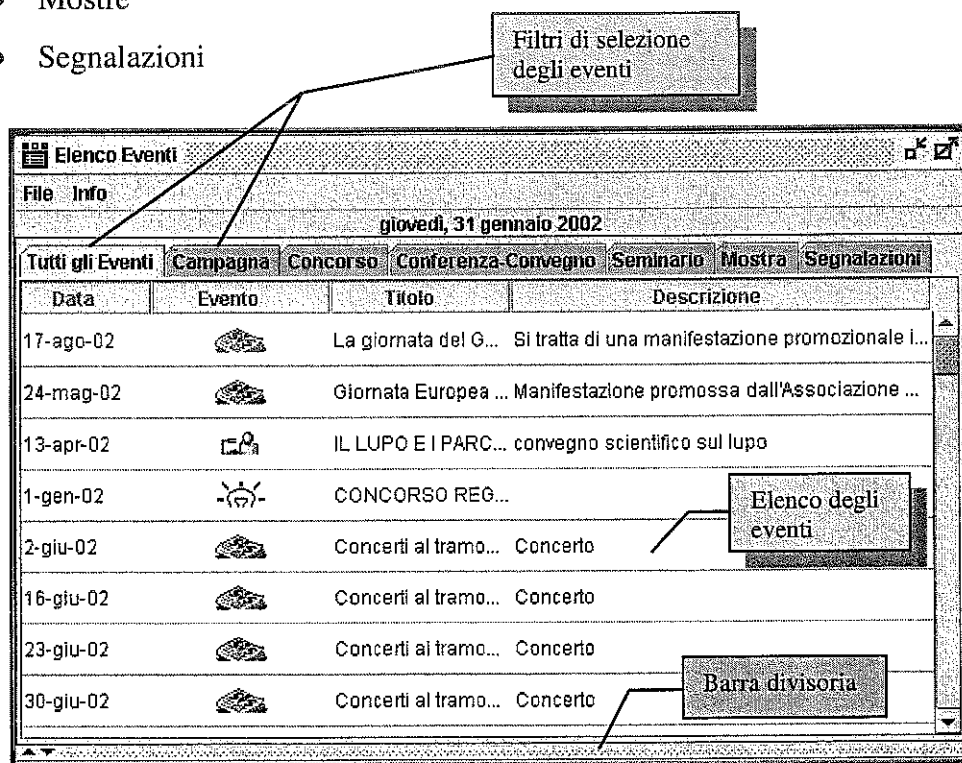 Mostre
Segnalazioni
Filtri di selezione
degli eventi
Elenco Eventi
File Info
giovedì, 31 gennaio 2002
Tutti gli Eventi Campagna Concorso Conferenza-Convegno Seminario Mostra Segnalazioni
Data Evento Titolo Descrizione
17-ago-02 La giornata del G... Si tratta di una manifestazione promozionale i...
24-mag-02 Giornata Europea ... Manifestazione promossa dall'Associazione ...
13-apr-02 IL LUPO E I PARC... convegno scientifico sul lupo
1-gen-02 CONCORSO REG...
Elenco degli
eventi
2-giu-02 Concerti al tramo... Concerto
16-giu-02 Concerti al tramo... Concerto
23-giu-02 Concerti al tramo... Concerto
30-giu-02 Concerti al tramo... Concerto
Barra divisoria